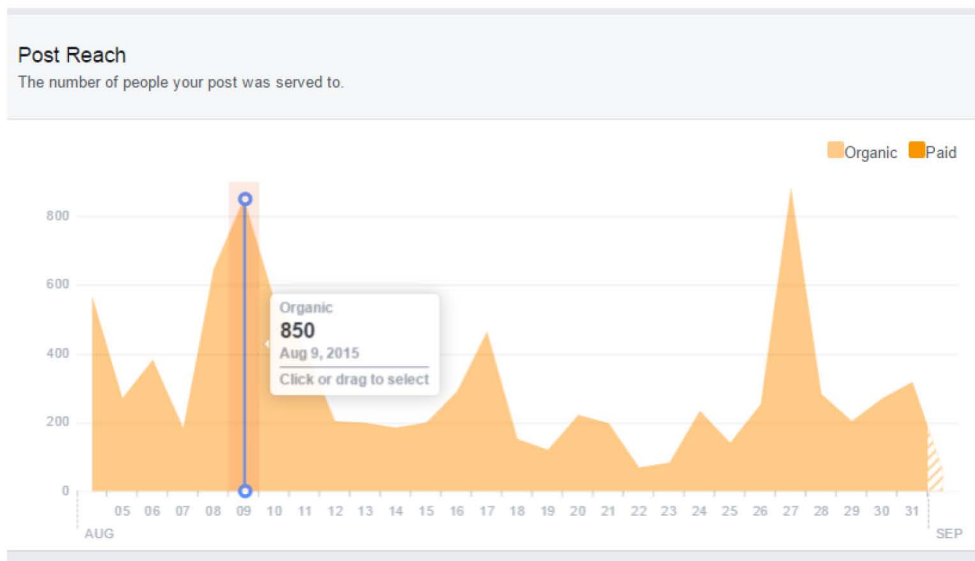 Post Reach
The number of people your post was served to.
Organic Paid
800
600
400
200
0
Organic
850
Aug 9, 2015
Click or drag to select
05 06 07 08 09 10 11 12 13 14 15 16 17 18 19 20 21 22 23 24 25 26 27 28 29 30 31
AUG SEP